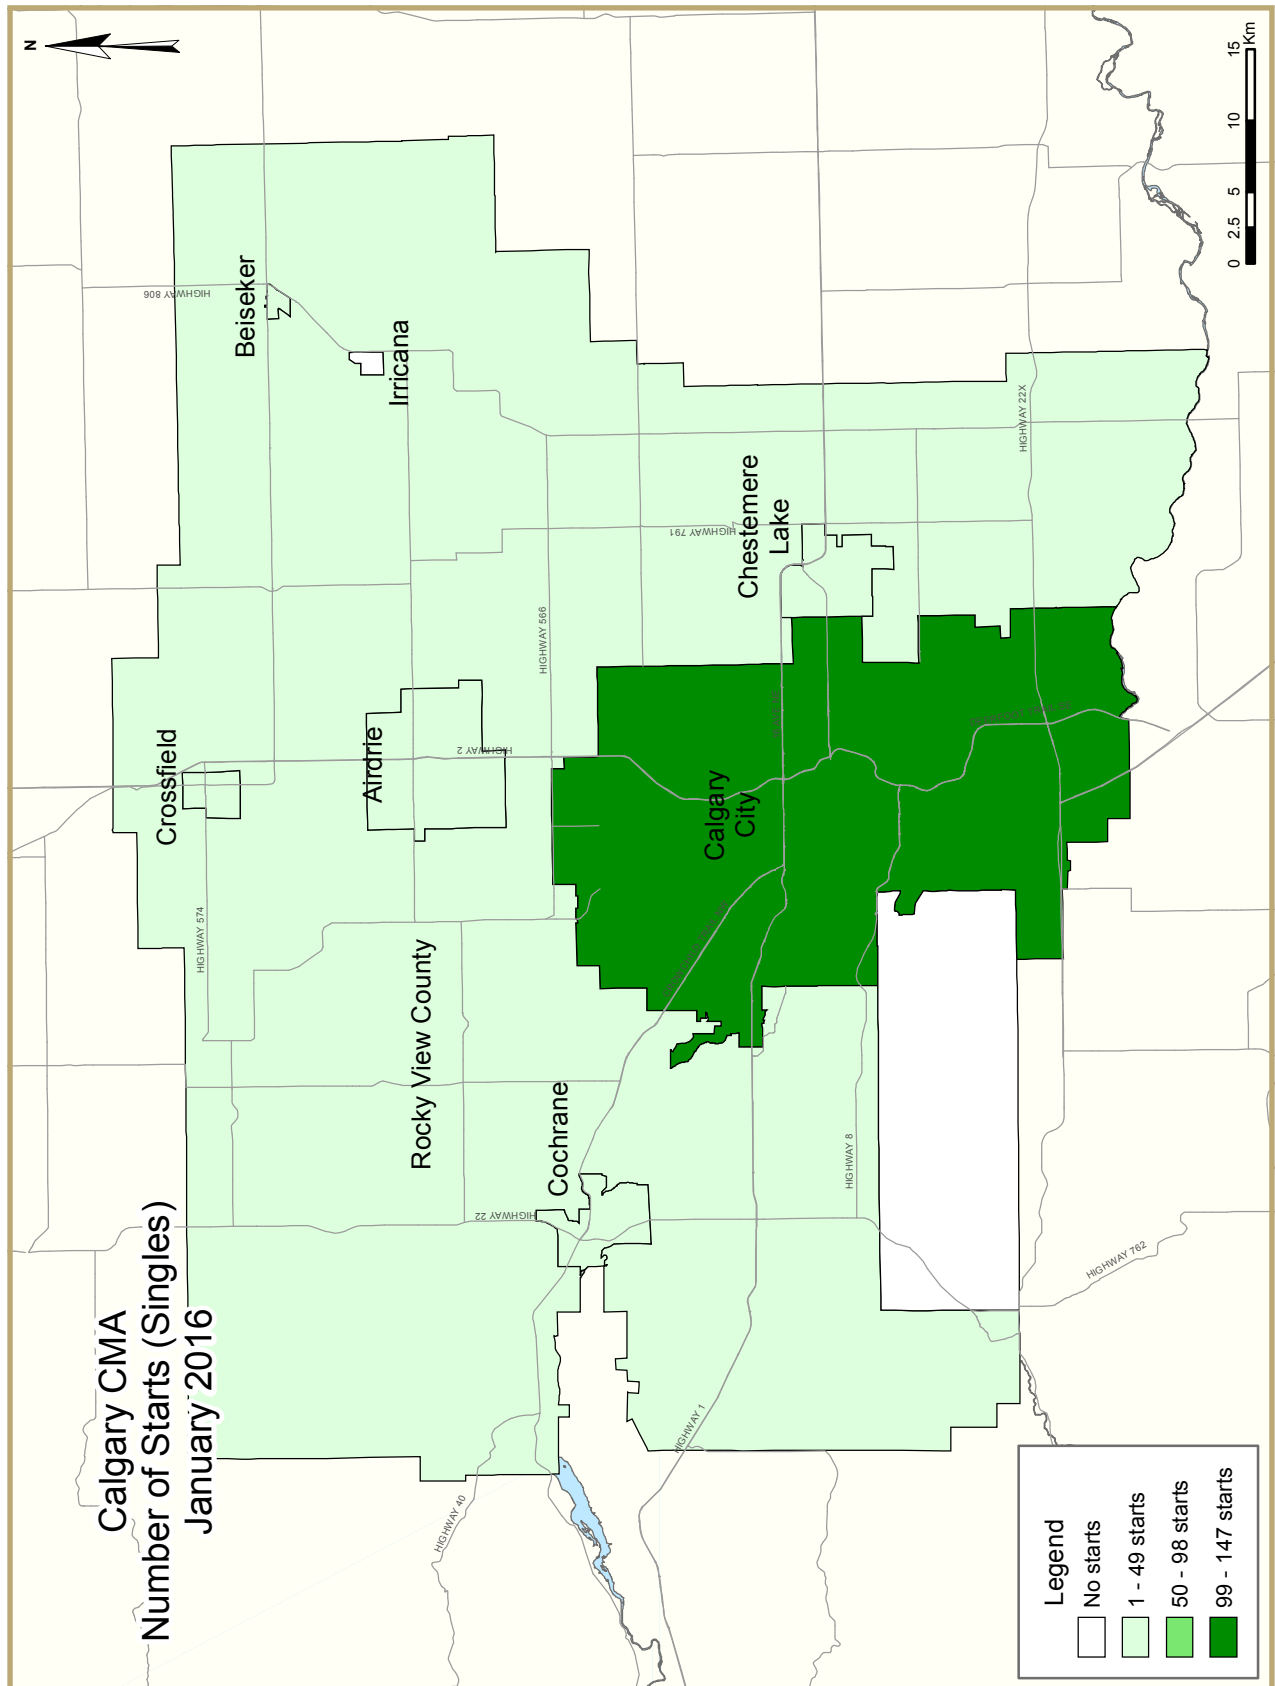 Calgary CMA
Number of Starts (Singles)
January 2016
N
Crossfield
Beiseker
Irricana
Airdrie
Rocky View County
Cochrane
Calgary
City
Chestemere
Lake
HIGHWAY 574
HIGHWAY 806
HIGHWAY 2
HIGHWAY 566
HIGHWAY 791
HIGHWAY 22
HIGHWAY 22X
HIGHWAY 8
HIGHWAY 1
HIGHWAY 40
HIGHWAY 762
Legend
No starts
1 - 49 starts
50 - 98 starts
99 - 147 starts
0 2.5 5 10 15
Km